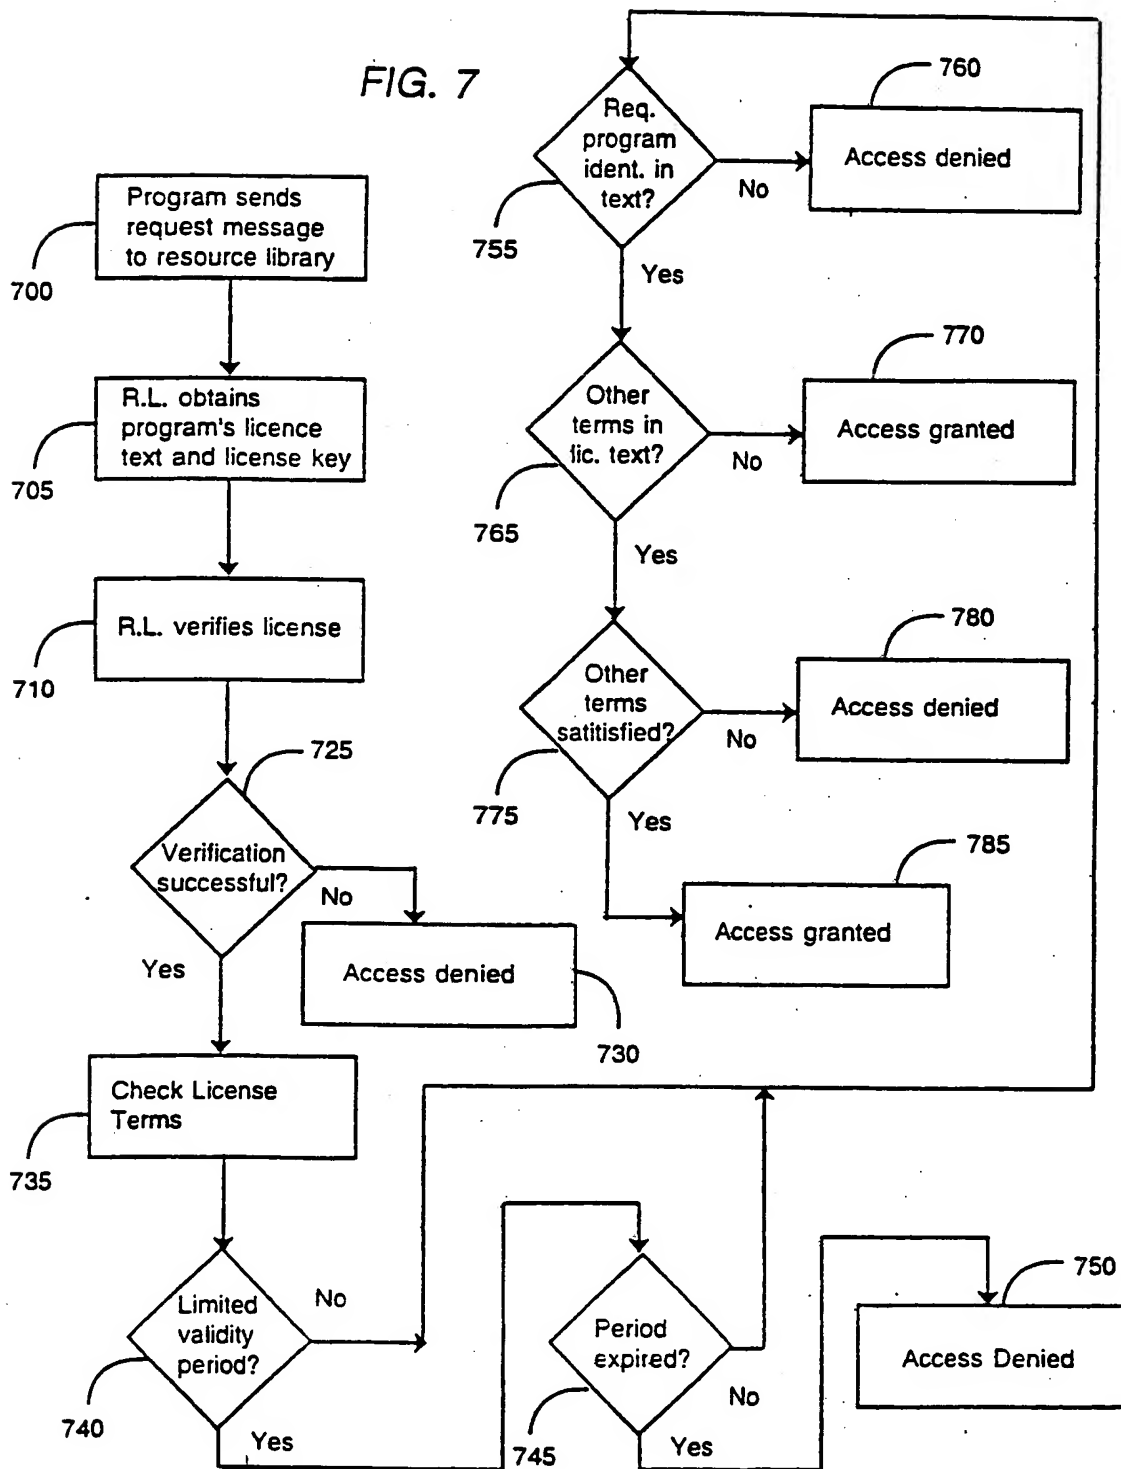 FIG. 7
Program sends
request message
to resource library
700
R.L. obtains
program's licence
text and license key
705
R.L. verifies license
710
725
Verification
successful?
No
Yes
Access denied
730
Check License
Terms
735
Limited
validity
period?
No
740
Yes
Period
expired?
No
745
Yes
750
Access Denied
Req.
program
ident. in
text?
755
No
760
Access denied
Yes
Other
terms in
lic. text?
765
No
770
Access granted
Yes
Other
terms
satitisfied?
775
No
780
Access denied
Yes
785
Access granted